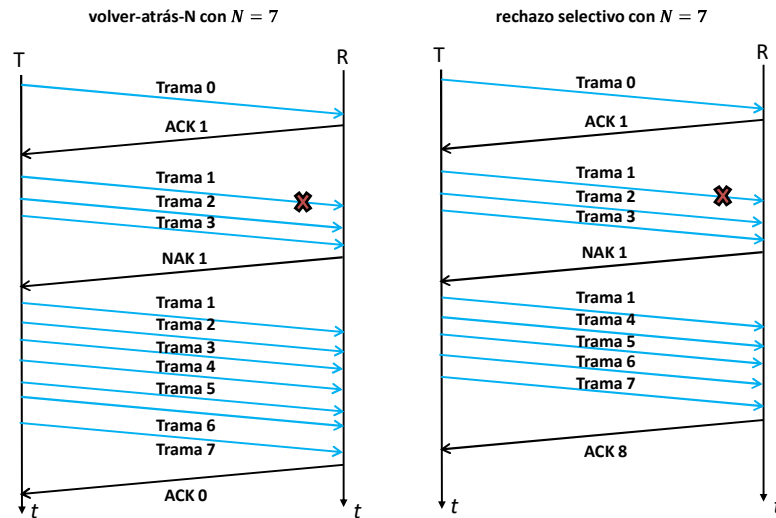 volver-atrás-N con N = 7
T
R
Trama 0
ACK 1
Trama 1
Trama 2
Trama 3
NAK 1
Trama 1
Trama 2
Trama 3
Trama 4
Trama 5
Trama 6
Trama 7
ACK 0
t
t
rechazo selectivo con N = 7
T
R
Trama 0
ACK 1
Trama 1
Trama 2
Trama 3
NAK 1
Trama 1
Trama 4
Trama 5
Trama 6
Trama 7
ACK 8
t
t